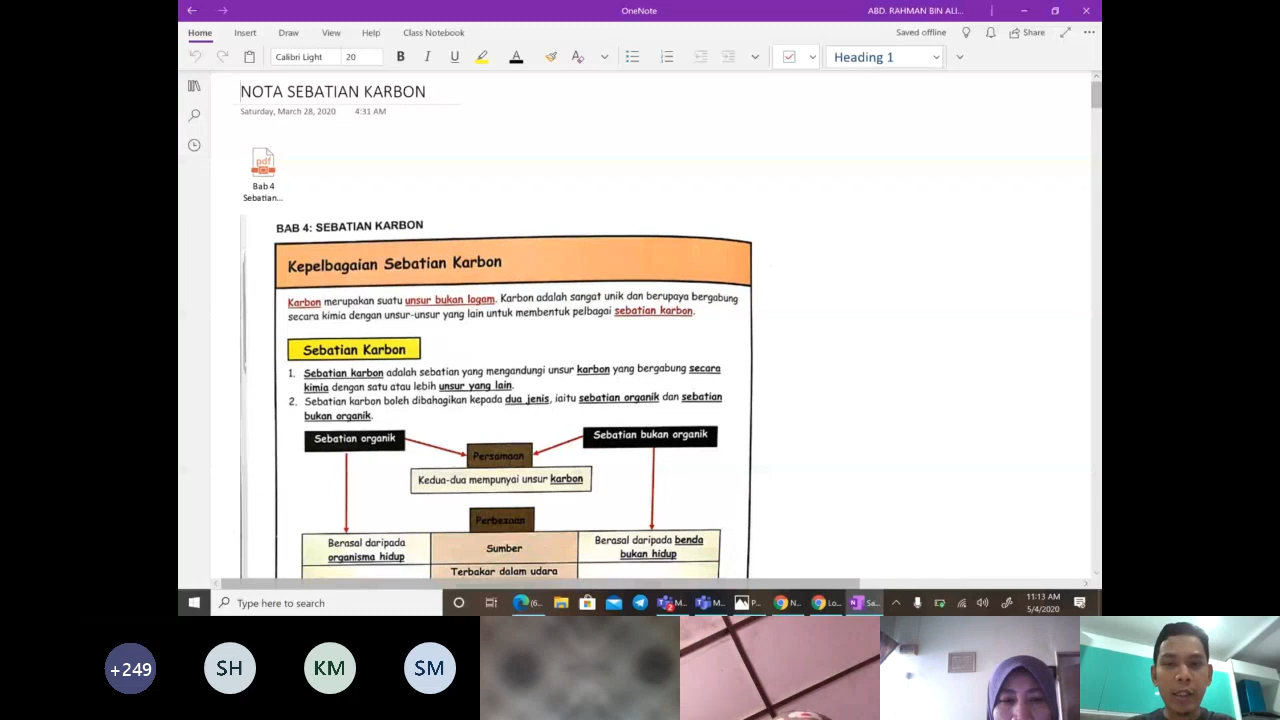 OneNote
ABD. RAHMAN BIN ALI...
Home Insert Draw View Help Class Notebook
Saved offline
Share
Calibri Light 20 B I U A
Heading 1
NOTA SEBATIAN KARBON
Saturday, March 28, 2020 4:31 AM
pdf
Bab 4
Sebatian...
BAB 4: SEBATIAN KARBON
Kepelbagaian Sebatian Karbon
Karbon merupakan suatu unsur bukan logam. Karbon adalah sangat unik dan berupaya bergabung
secara kimia dengan unsur-unsur yang lain untuk membentuk pelbagai sebatian karbon.
Sebatian Karbon
1. Sebatian karbon adalah sebatian yang mengandungi unsur karbon yang bergabung secara
kimia dengan satu atau lebih unsur yang lain.
2. Sebatian karbon boleh dibahagikan kepada dua jenis, iaitu sebatian organik dan sebatian
bukan organik.
Sebatian organik
Sebatian bukan organik
Persamaan
Kedua-dua mempunyai unsur karbon
Perbezaan
Berasal daripada
organisma hidup
Sumber
Berasal daripada benda
bukan hidup
Terbakar dalam udara
Type here to search
(6...
M...
M...
P...
N...
Lo...
Sa...
11:13 AM
5/4/2020
+249
SH
KM
SM